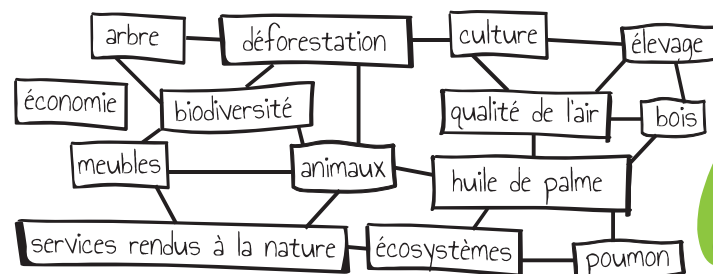 arbre
déforestation
culture
élevage
économie
biodiversité
qualité de l'air
bois
meubles
animaux
huile de palme
services rendus à la nature
écosystèmes
poumon